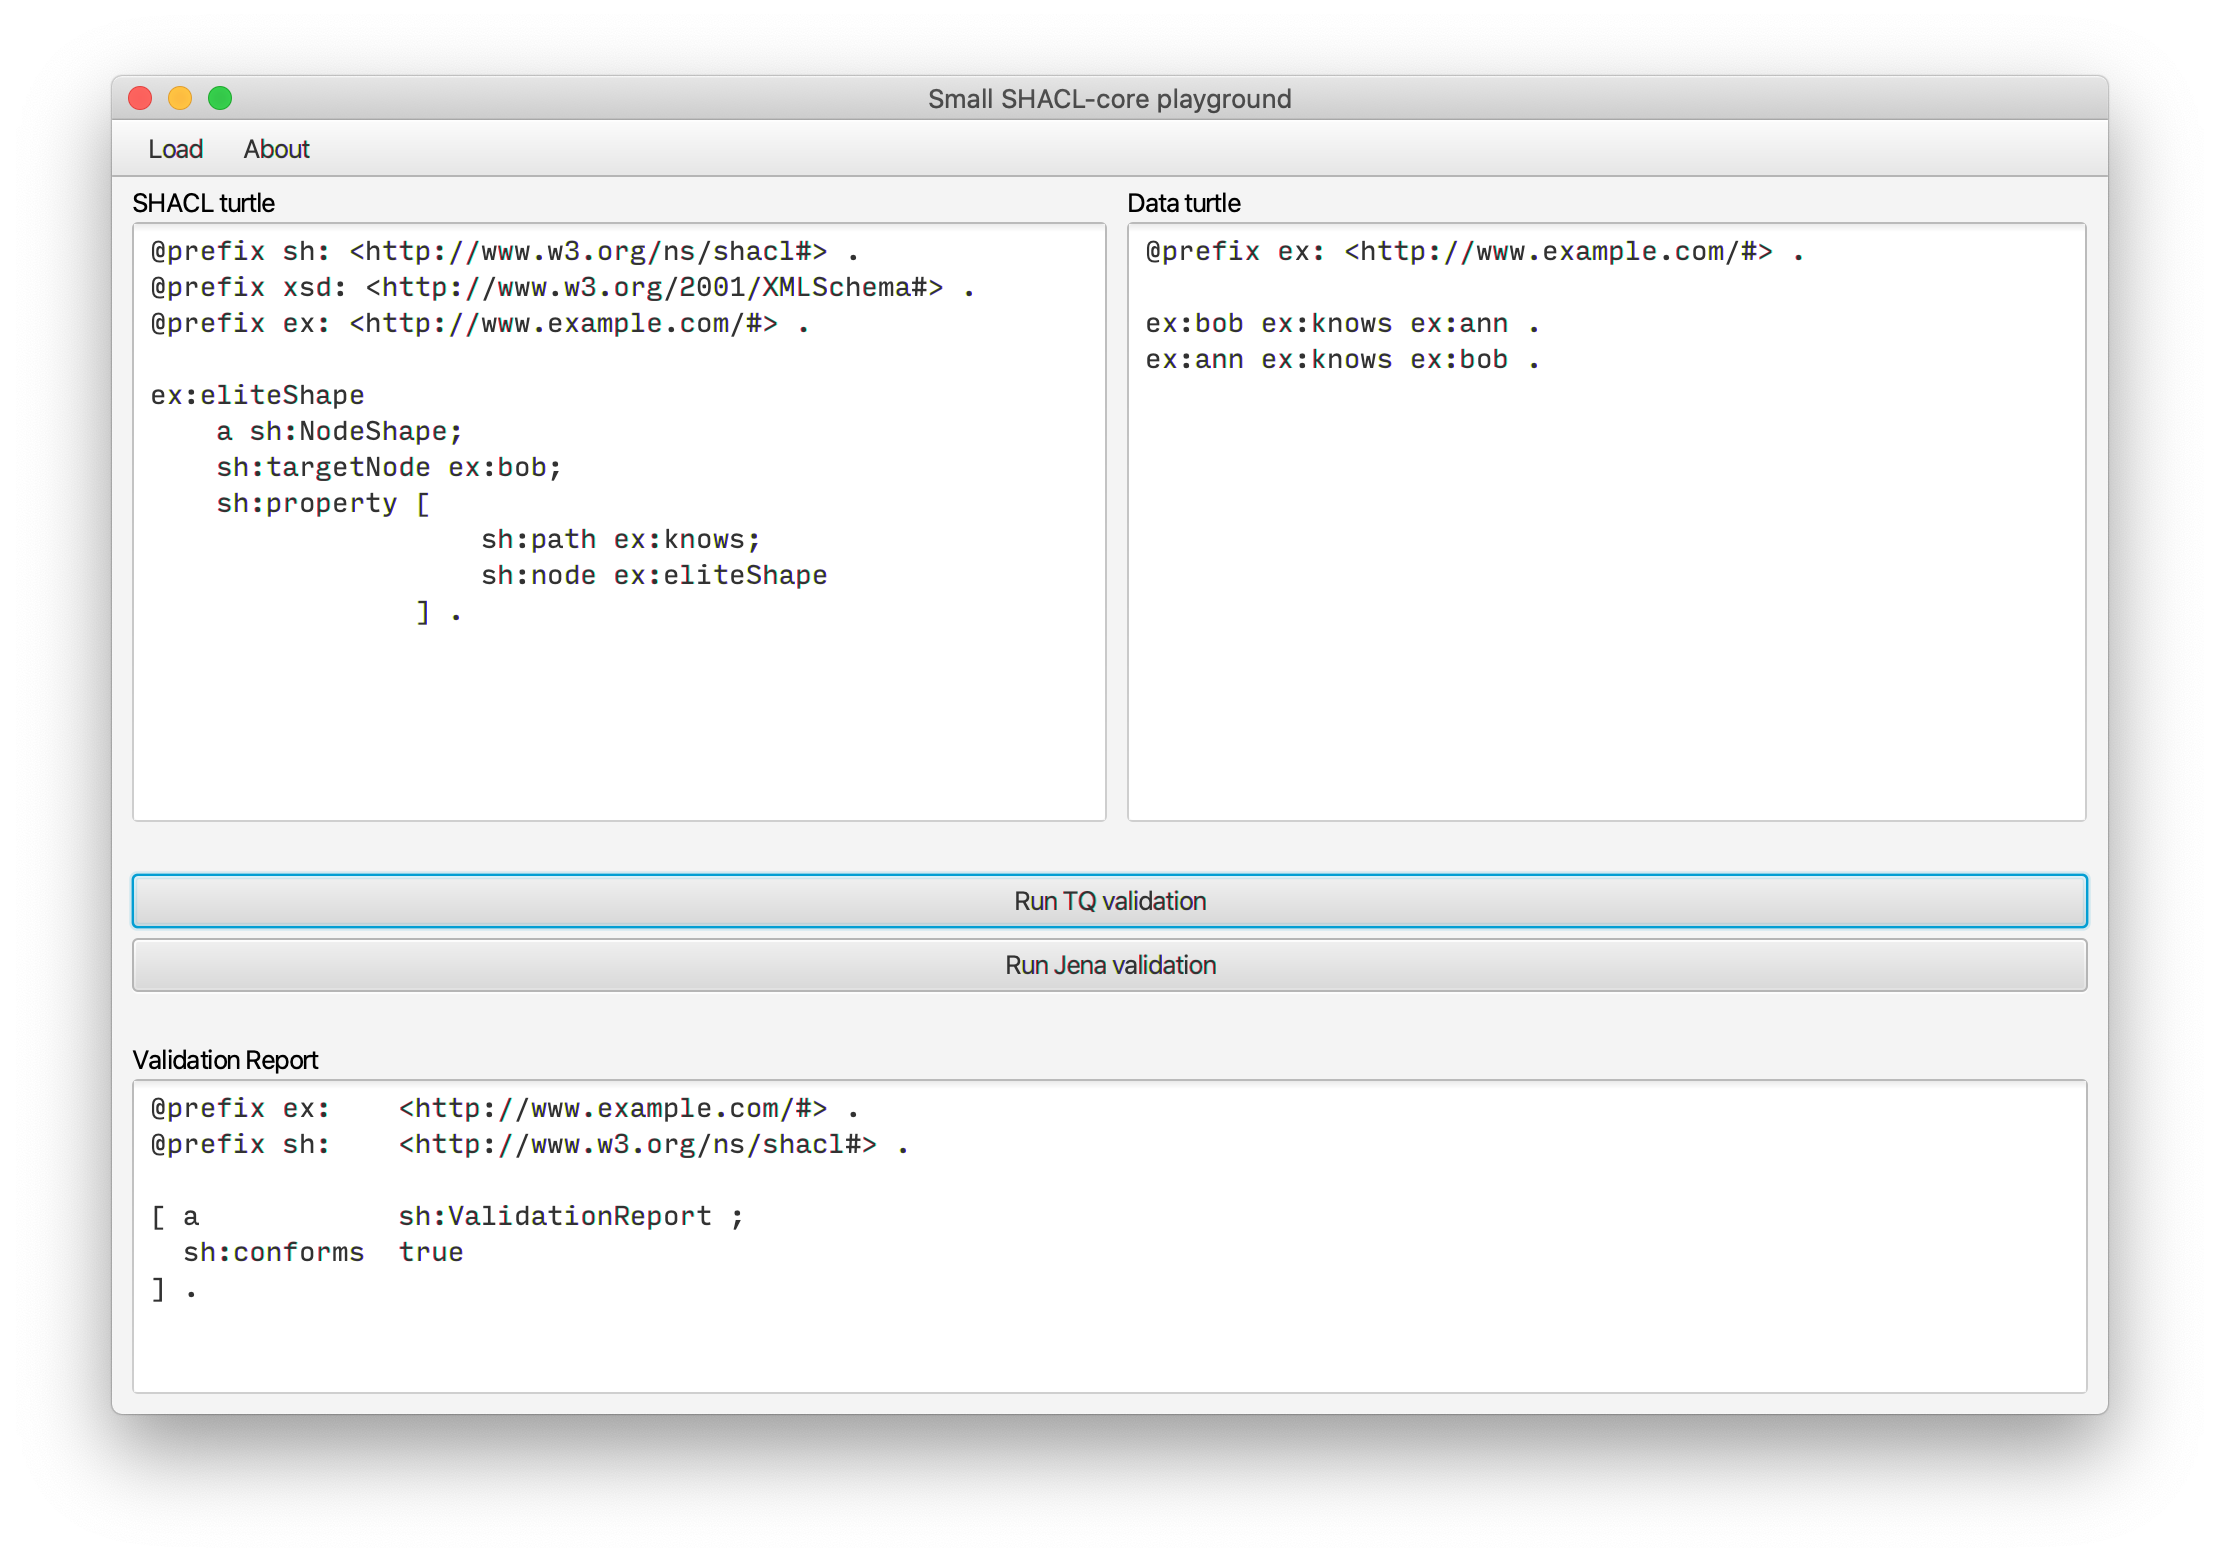 Small SHACL-core playground
Load About
SHACL turtle
@prefix sh: <http://www.w3.org/ns/shacl#> .
@prefix xsd: <http://www.w3.org/2001/XMLSchema#> .
@prefix ex: <http://www.example.com/#> .
ex:eliteShape
    a sh:NodeShape;
    sh:targetNode ex:bob;
    sh:property [
                    sh:path ex:knows;
                    sh:node ex:eliteShape
                ] .
Data turtle
@prefix ex: <http://www.example.com/#> .
ex:bob ex:knows ex:ann .
ex:ann ex:knows ex:bob .
Run TQ validation
Run Jena validation
Validation Report
@prefix ex:    <http://www.example.com/#> .
@prefix sh:    <http://www.w3.org/ns/shacl#> .
[ a            sh:ValidationReport ;
  sh:conforms  true
] .